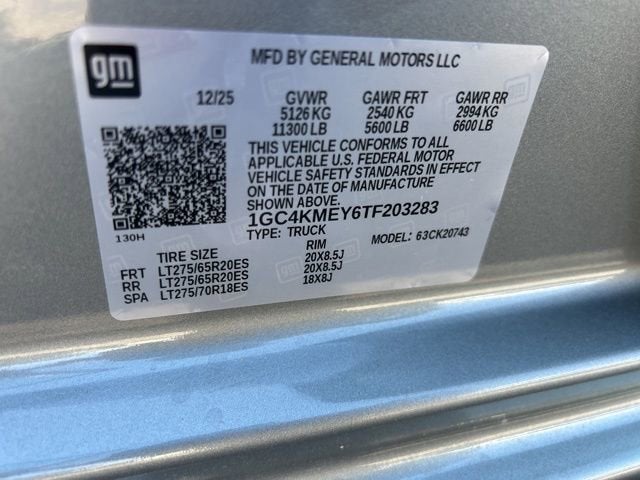 gm
MFD BY GENERAL MOTORS LLC
12/25 GVWR GAWR FRT GAWR RR
5126 KG 2540 KG 2994 KG
11300 LB 5600 LB 6600 LB
THIS VEHICLE CONFORMS TO ALL
APPLICABLE U.S. FEDERAL MOTOR
VEHICLE SAFETY STANDARDS IN EFFECT
ON THE DATE OF MANUFACTURE
SHOWN ABOVE.
1GC4KMEY6TF203283
130H
TYPE: TRUCK MODEL: 63CK20743
TIRE SIZE RIM
FRT LT275/65R20ES 20X8.5J
RR LT275/65R20ES 20X8.5J
SPA LT275/70R18ES 18X8J